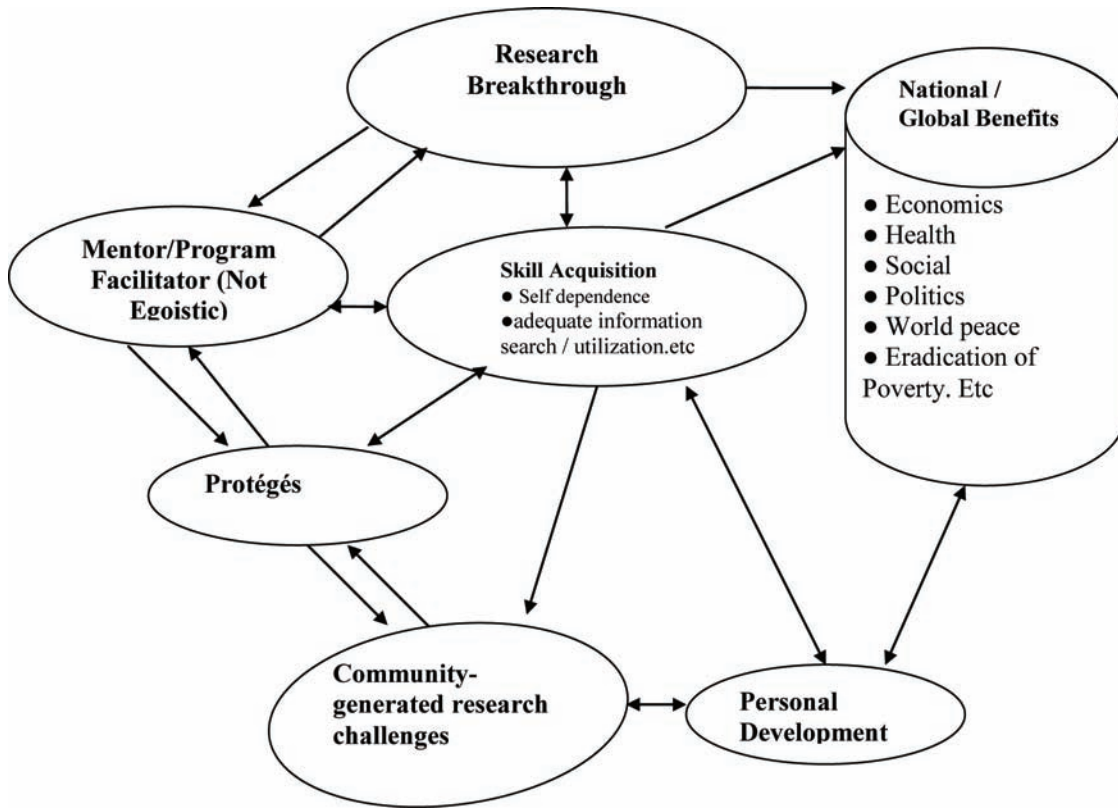 Research
Breakthrough
National /
Global Benefits
● Economics
● Health
● Social
● Politics
● World peace
● Eradication of
Poverty. Etc
Mentor/Program
Facilitator (Not
Egoistic)
Skill Acquisition
● Self dependence
●adequate information
search / utilization.etc
Protégés
Community-
generated research
challenges
Personal
Development